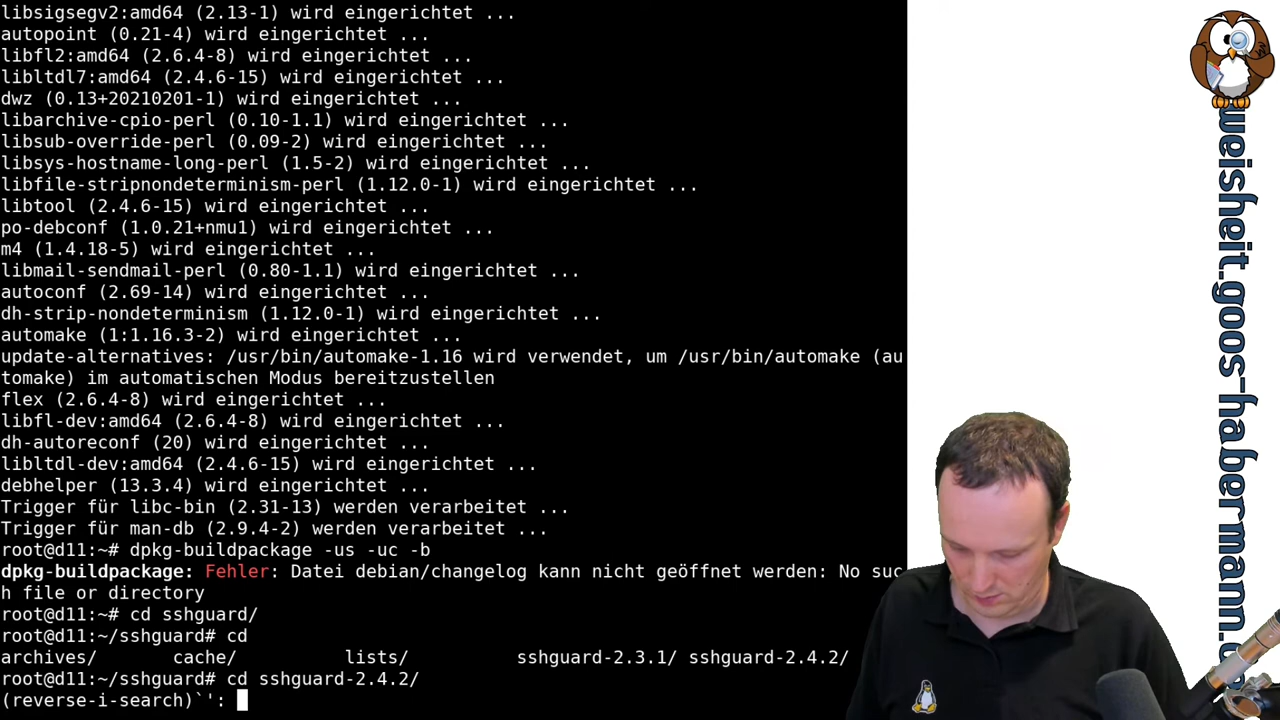 libsigsegv2:amd64 (2.13-1) wird eingerichtet ...
autopoint (0.21-4) wird eingerichtet ...
libfl2:amd64 (2.6.4-8) wird eingerichtet ...
libltdl7:amd64 (2.4.6-15) wird eingerichtet ...
dwz (0.13+20210201-1) wird eingerichtet ...
libarchive-cpio-perl (0.10-1.1) wird eingerichtet ...
libsub-override-perl (0.09-2) wird eingerichtet ...
libsys-hostname-long-perl (1.5-2) wird eingerichtet ...
libfile-stripnondeterminism-perl (1.12.0-1) wird eingerichtet ...
libtool (2.4.6-15) wird eingerichtet ...
po-debconf (1.0.21+nmu1) wird eingerichtet ...
m4 (1.4.18-5) wird eingerichtet ...
libmail-sendmail-perl (0.80-1.1) wird eingerichtet ...
autoconf (2.69-14) wird eingerichtet ...
dh-strip-nondeterminism (1.12.0-1) wird eingerichtet ...
automake (1:1.16.3-2) wird eingerichtet ...
update-alternatives: /usr/bin/automake-1.16 wird verwendet, um /usr/bin/automake (au
tomake) im automatischen Modus bereitzustellen
flex (2.6.4-8) wird eingerichtet ...
libfl-dev:amd64 (2.6.4-8) wird eingerichtet ...
dh-autoreconf (20) wird eingerichtet ...
libltdl-dev:amd64 (2.4.6-15) wird eingerichtet ...
debhelper (13.3.4) wird eingerichtet ...
Trigger für libc-bin (2.31-13) werden verarbeitet ...
Trigger für man-db (2.9.4-2) werden verarbeitet ...
root@d11:~# dpkg-buildpackage -us -uc -b
dpkg-buildpackage: Fehler: Datei debian/changelog kann nicht geöffnet werden: No suc
h file or directory
root@d11:~# cd sshguard/
root@d11:~/sshguard# cd
archives/ cache/ lists/ sshguard-2.3.1/ sshguard-2.4.2/
root@d11:~/sshguard# cd sshguard-2.4.2/
(reverse-i-search)`':
weisheit.goos-habermann.de